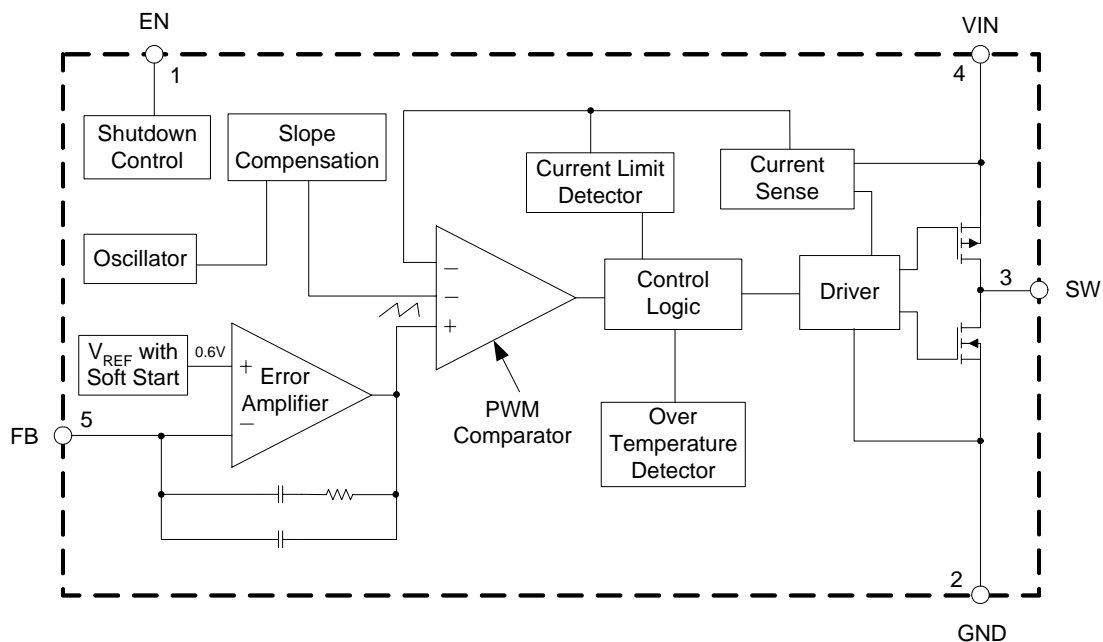 EN
VIN
1
4
Shutdown
Control
Slope
Compensation
Current Limit
Detector
Current
Sense
Oscillator
−
−
+
Control
Logic
Driver
3
SW
VREF with
Soft Start
0.6V
+
Error
Amplifier
−
PWM
Comparator
Over
Temperature
Detector
5
FB
2
GND